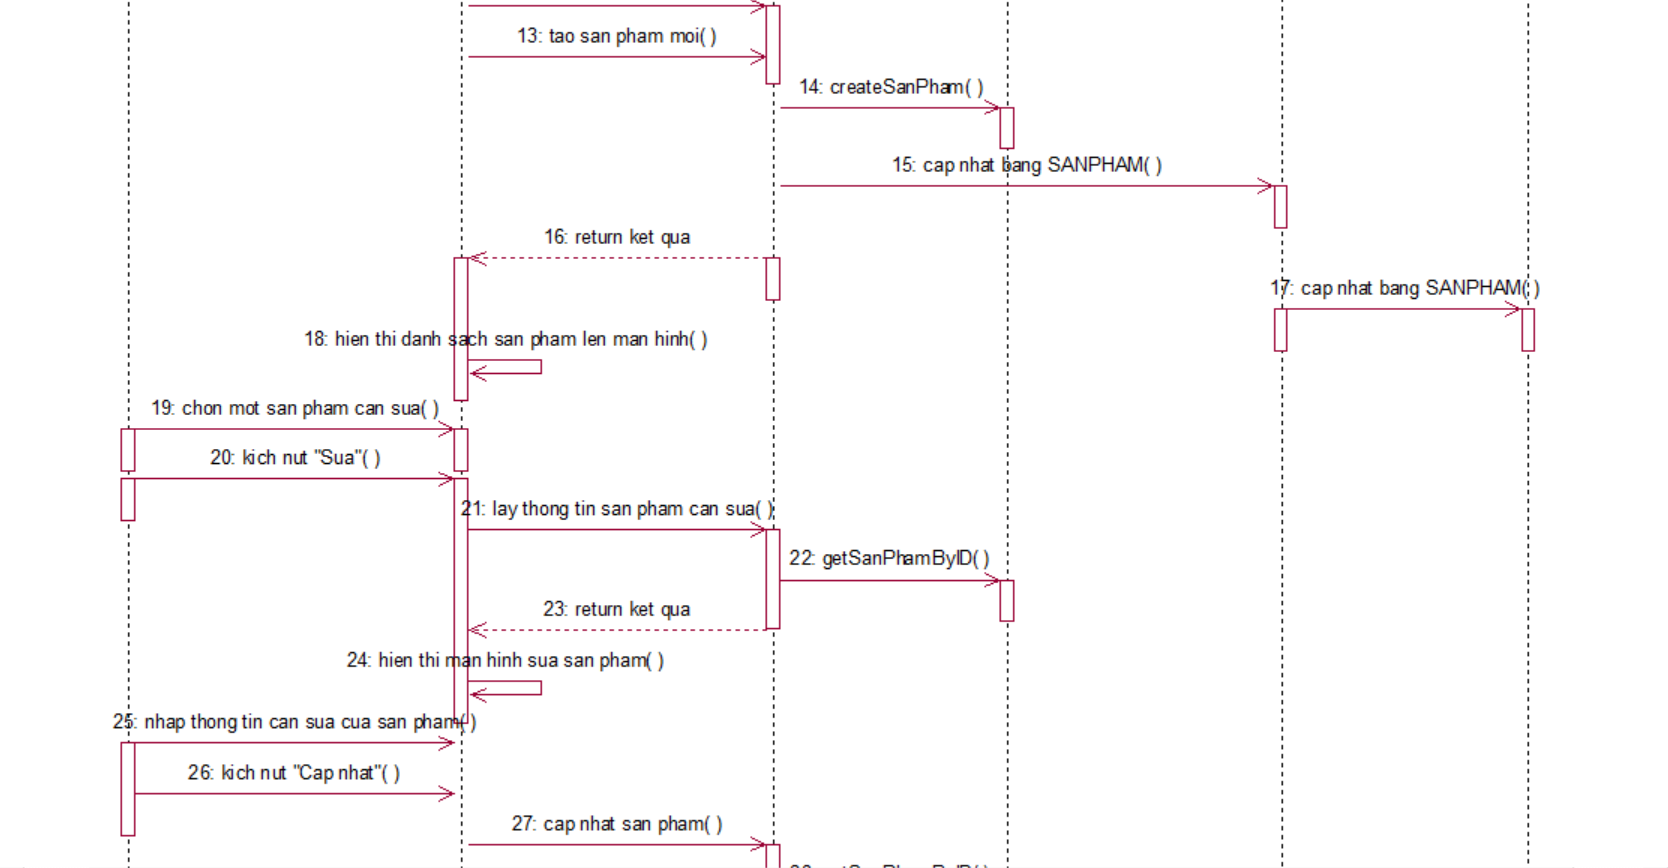 13: tao san pham moi( )
14: createSanPham( )
15: cap nhat bang SANPHAM( )
16: return ket qua
17: cap nhat bang SANPHAM( )
18: hien thi danh sach san pham len man hinh( )
19: chon mot san pham can sua( )
20: kich nut "Sua"( )
21: lay thong tin san pham can sua( )
22: getSanPhamByID( )
23: return ket qua
24: hien thi man hinh sua san pham( )
25: nhap thong tin can sua cua san pham( )
26: kich nut "Cap nhat"( )
27: cap nhat san pham( )